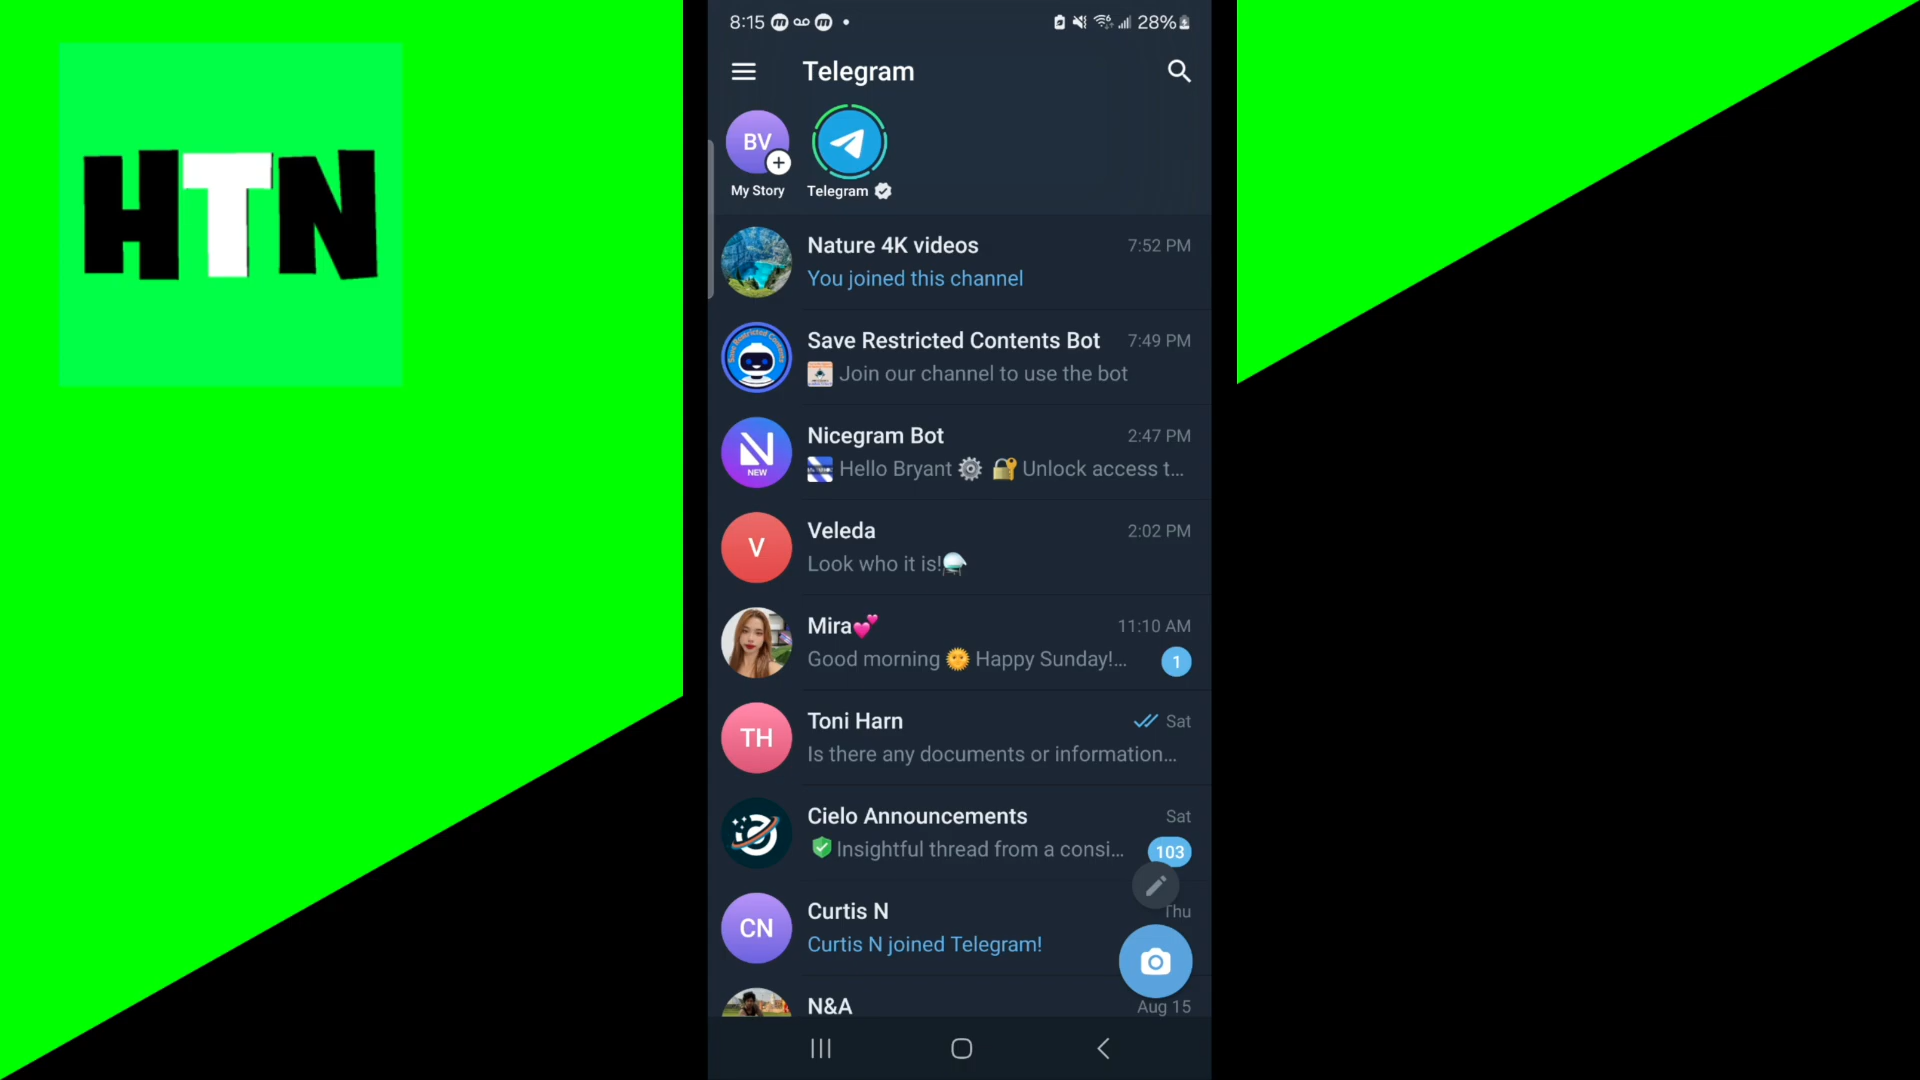 HTN
8:15
28%
Telegram
BV
My Story
Telegram
Nature 4K videos
7:52 PM
You joined this channel
Save Restricted Contents Bot
7:49 PM
Join our channel to use the bot
Nicegram Bot
2:47 PM
N
NEW
Hello Bryant ⚙️ 🔐 Unlock access t...
Veleda
2:02 PM
V
Look who it is!
Mira💕
11:10 AM
Good morning 🌞 Happy Sunday!...
1
Toni Harn
Sat
TH
Is there any documents or information...
Cielo Announcements
Sat
Insightful thread from a consi...
103
Curtis N
Thu
CN
Curtis N joined Telegram!
N&A
Aug 15